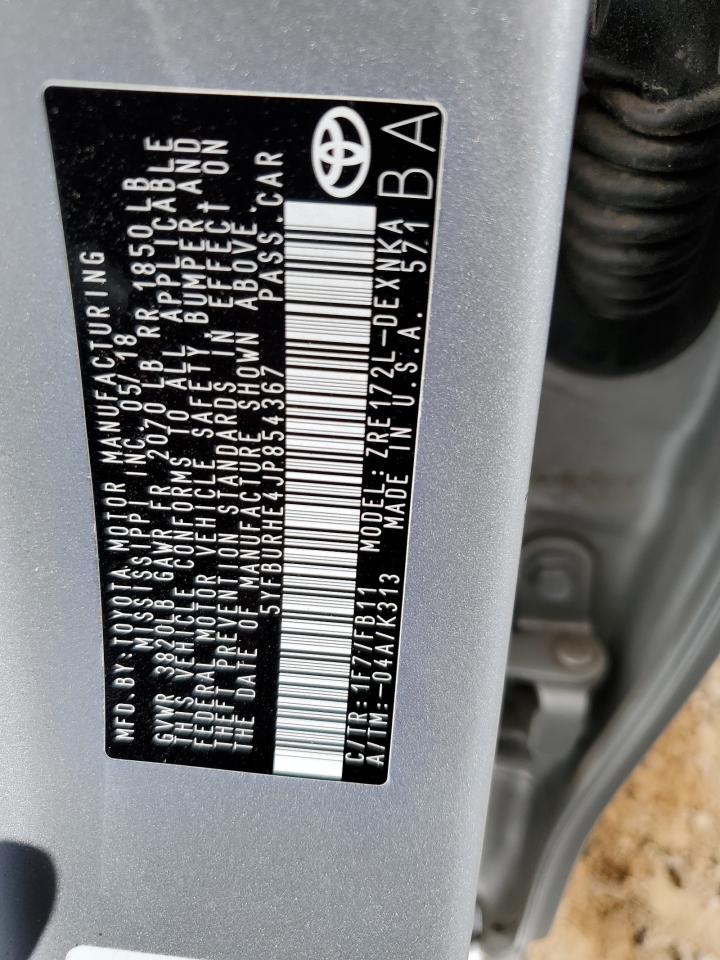 MFD.BY:TOYOTA MOTOR MANUFACTURING
MISSISSIPPI INC. 05/18
GVWR 3820LB GAWR FR 2070 LB RR 1850 LB
THIS VEHICLE CONFORMS TO ALL APPLICABLE
FEDERAL MOTOR VEHICLE SAFETY BUMPER AND
THEFT PREVENTION STANDARDS IN EFFECT ON
THE DATE OF MANUFACTURE SHOWN ABOVE.
5YFBURHE4JP854367 PASS.CAR
C/TR:1F7/FB11 MODEL:ZRE172L-DEXNKA
A/TM:-04A/K313 MADE IN U.S.A. 571BA